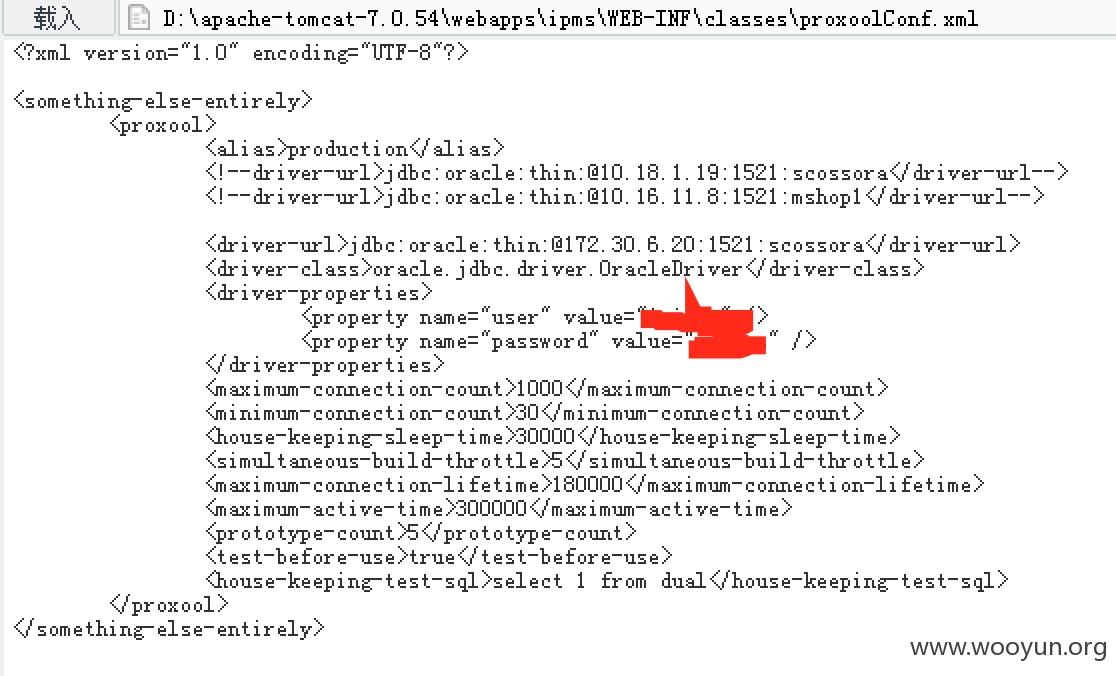 载入 D:\apache-tomcat-7.0.54\webapps\ipms\WEB-INF\classes\proxoolConf.xml
<?xml version="1.0" encoding="UTF-8"?>
<something-else-entirely>
<proxool>
<alias>production</alias>
<!--driver-url>jdbc:oracle:thin:@10.18.1.19:1521:scossora</driver-url-->
<!--driver-url>jdbc:oracle:thin:@10.16.11.8:1521:mshop1</driver-url-->
<driver-url>jdbc:oracle:thin:@172.30.6.20:1521:scossora</driver-url>
<driver-class>oracle.jdbc.driver.OracleDriver</driver-class>
<driver-properties>
<property name="user" value=" " />
<property name="password" value=" " />
</driver-properties>
<maximum-connection-count>1000</maximum-connection-count>
<minimum-connection-count>30</minimum-connection-count>
<house-keeping-sleep-time>30000</house-keeping-sleep-time>
<simultaneous-build-throttle>5</simultaneous-build-throttle>
<maximum-connection-lifetime>180000</maximum-connection-lifetime>
<maximum-active-time>300000</maximum-active-time>
<prototype-count>5</prototype-count>
<test-before-use>true</test-before-use>
<house-keeping-test-sql>select 1 from dual</house-keeping-test-sql>
</proxool>
</something-else-entirely>
www.wooyun.org